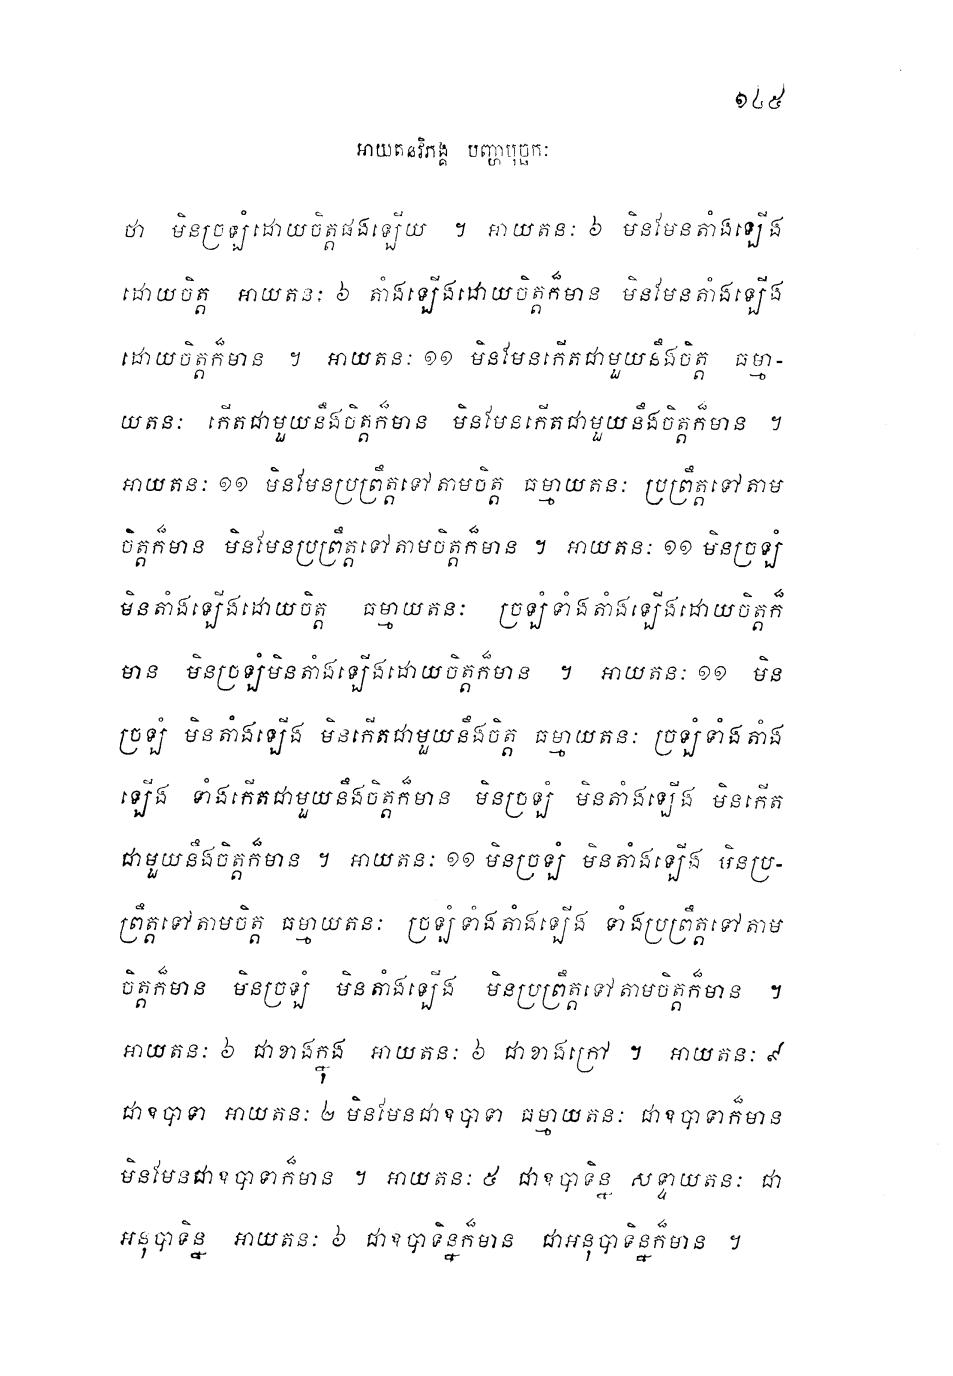 ១៤៥
អាយតនវិភង្គ បញ្ហាបុច្ឆកៈ
ថា មិនច្រឡំដោយចិត្តផងឡើយ ។ អាយតនៈ ៦ មិនមែនតាំងឡើង
ដោយចិត្ត អាយតនៈ ៦ តាំងឡើងដោយចិត្តក៏មាន មិនមែនតាំងឡើង
ដោយចិត្តក៏មាន ។ អាយតនៈ ១១ មិនមែនកើតជាមួយនឹងចិត្ត ធម្មា-
យតនៈ កើតជាមួយនឹងចិត្តក៏មាន មិនមែនកើតជាមួយនឹងចិត្តក៏មាន ។
អាយតនៈ ១១ មិនមែនប្រព្រឹត្តទៅតាមចិត្ត ធម្មាយតនៈ ប្រព្រឹត្តទៅតាម
ចិត្តក៏មាន មិនមែនប្រព្រឹត្តទៅតាមចិត្តក៏មាន ។ អាយតនៈ ១១ មិនច្រឡំ
មិនតាំងឡើងដោយចិត្ត ធម្មាយតនៈ ច្រឡំទាំងតាំងឡើងដោយចិត្តក៏
មាន មិនច្រឡំមិនតាំងឡើងដោយចិត្តក៏មាន ។ អាយតនៈ ១១ មិន
ច្រឡំ មិនតាំងឡើង មិនកើតជាមួយនឹងចិត្ត ធម្មាយតនៈ ច្រឡំទាំងតាំង
ឡើង ទាំងកើតជាមួយនឹងចិត្តក៏មាន មិនច្រឡំ មិនតាំងឡើង មិនកើត
ជាមួយនឹងចិត្តក៏មាន ។ អាយតនៈ ១១ មិនច្រឡំ មិនតាំងឡើង មិនប្រ-
ព្រឹត្តទៅតាមចិត្ត ធម្មាយតនៈ ច្រឡំទាំងតាំងឡើង ទាំងប្រព្រឹត្តទៅតាម
ចិត្តក៏មាន មិនច្រឡំ មិនតាំងឡើង មិនប្រព្រឹត្តទៅតាមចិត្តក៏មាន ។
អាយតនៈ ៦ ជាខាងក្នុង អាយតនៈ ៦ ជាខាងក្រៅ ។ អាយតនៈ ៩
ជាឧបាទា អាយតនៈ ២ មិនមែនជាឧបាទា ធម្មាយតនៈ ជាឧបាទាក៏មាន
មិនមែនជាឧបាទាក៏មាន ។ អាយតនៈ ៥ ជាឧបាទិន្ន សទ្ទាយតនៈ ជា
អនុបាទិន្ន អាយតនៈ ៦ ជាឧបាទិន្នក៏មាន ជាអនុបាទិន្នក៏មាន ។